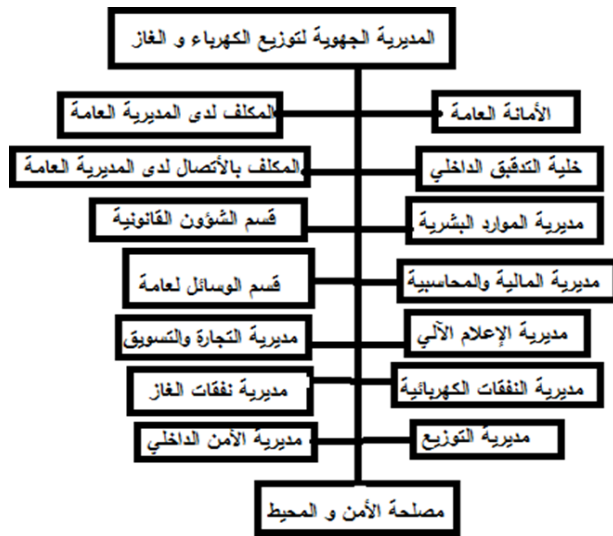 المديرية الجهوية لتوزيع الكهرباء و الغاز
الأمانة العامة
المكلف لدى المديرية العامة
خلية التدقيق الداخلي
المكلف بالأتصال لدى المديرية العامة
مديرية الموارد البشرية
قسم الشؤون القانونية
مديرية المالية والمحاسبية
قسم الوسائل لعامة
مديرية الإعلام الآلي
مديرية التجارة والتسويق
مديرية النفقات الكهربائية
مديرية نفقات الغاز
مديرية التوزيع
مديرية الأمن الداخلي
مصلحة الأمن و المحيط